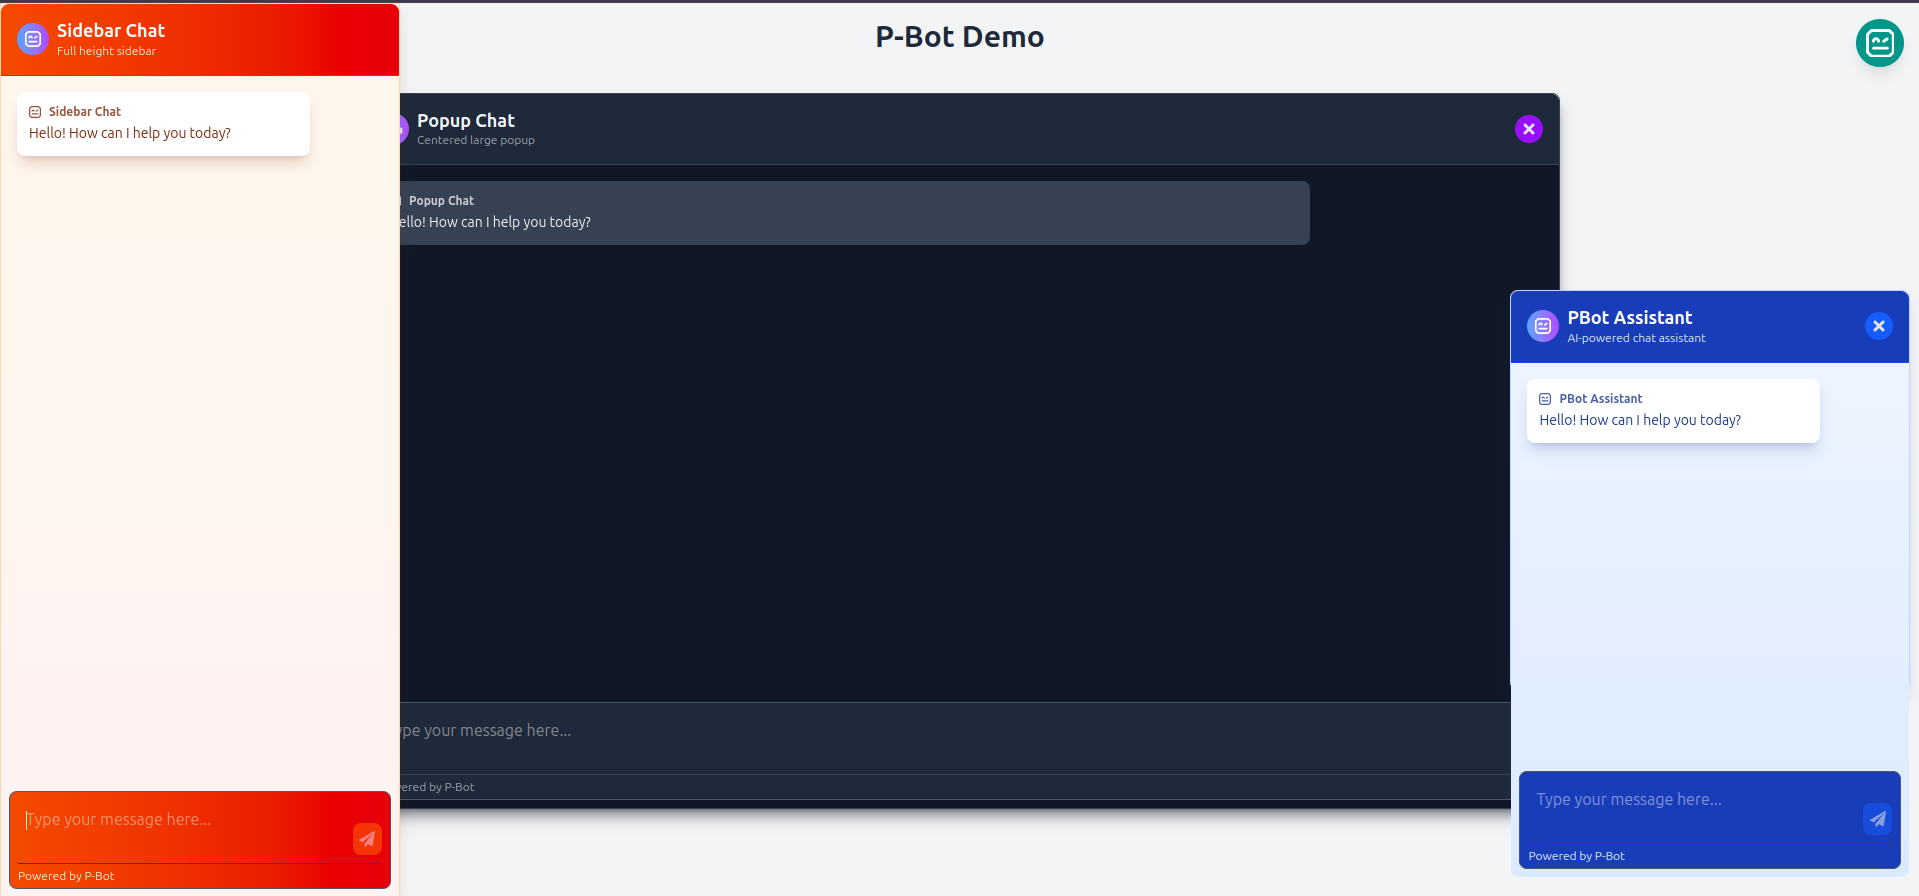 Sidebar Chat
Full height sidebar
Sidebar Chat
Hello! How can I help you today?
Type your message here...
Powered by P-Bot
P-Bot Demo
Popup Chat
Centered large popup
Popup Chat
ello! How can I help you today?
ype your message here...
ered by P-Bot
PBot Assistant
AI-powered chat assistant
PBot Assistant
Hello! How can I help you today?
Type your message here...
Powered by P-Bot